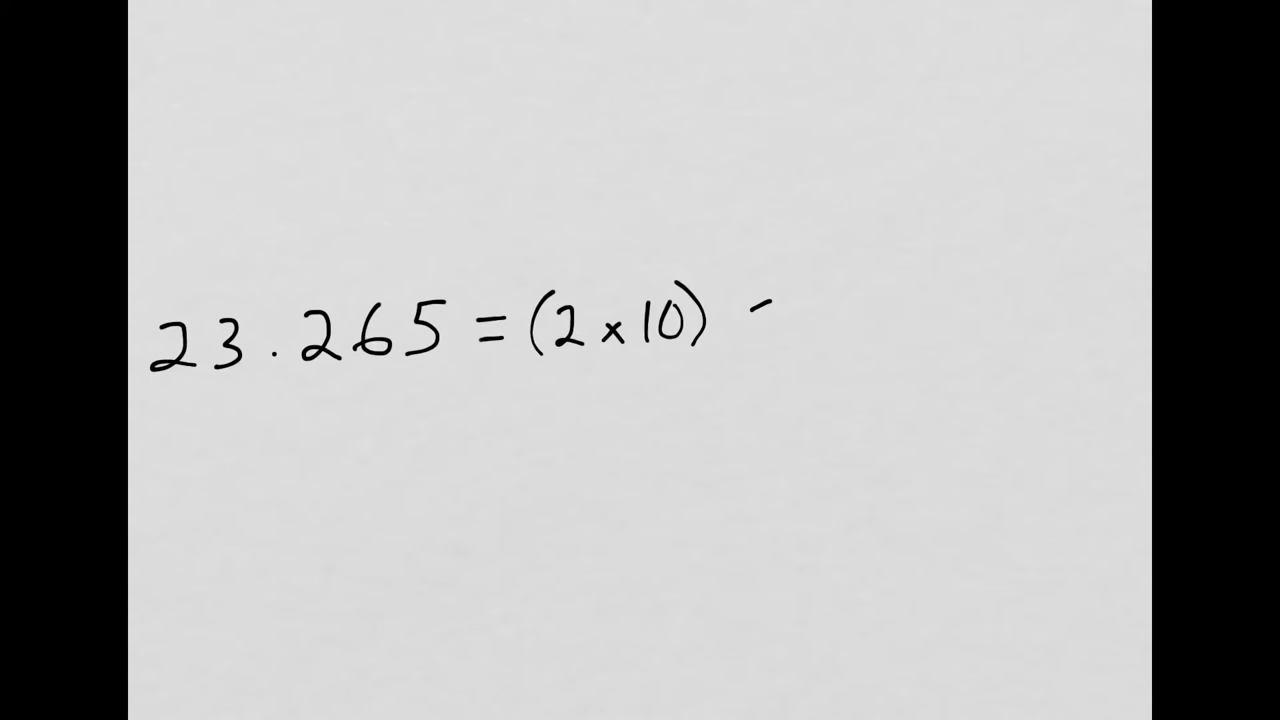 23.265 = (2 x 10)